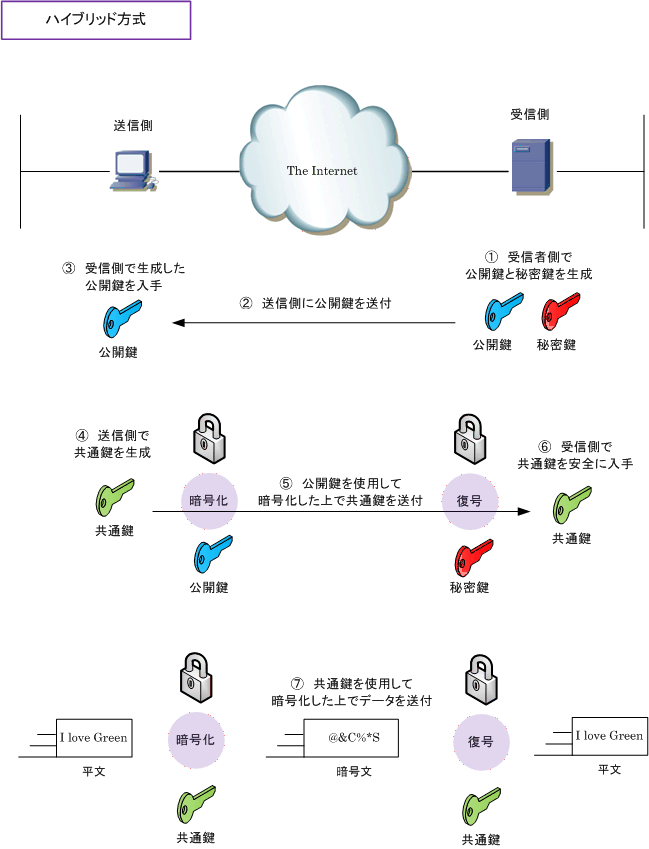 ハイブリッド方式
送信側
受信側
The Internet
③ 受信側で生成した
公開鍵を入手
公開鍵
② 送信側に公開鍵を送付
① 受信者側で
公開鍵と秘密鍵を生成
公開鍵
秘密鍵
④ 送信側で
共通鍵を生成
共通鍵
暗号化
公開鍵
⑤ 公開鍵を使用して
暗号化した上で共通鍵を送付
復号
秘密鍵
⑥ 受信側で
共通鍵を安全に入手
共通鍵
I love Green
平文
暗号化
共通鍵
⑦ 共通鍵を使用して
暗号化した上でデータを送付
@&C%*S
暗号文
復号
共通鍵
I love Green
平文